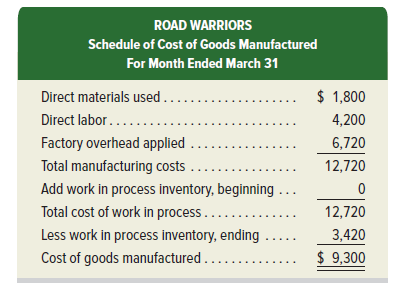 ROAD WARRIORS
Schedule of Cost of Goods Manufactured
For Month Ended March 31
Direct materials used . . . . . . . . . . . . . . . . . . . . $ 1,800
Direct labor . . . . . . . . . . . . . . . . . . . . . . . . . . . . 4,200
Factory overhead applied . . . . . . . . . . . . . . . . 6,720
Total manufacturing costs . . . . . . . . . . . . . . . . 12,720
Add work in process inventory, beginning . . . 0
Total cost of work in process . . . . . . . . . . . . . . 12,720
Less work in process inventory, ending . . . . . 3,420
Cost of goods manufactured . . . . . . . . . . . . . . $ 9,300